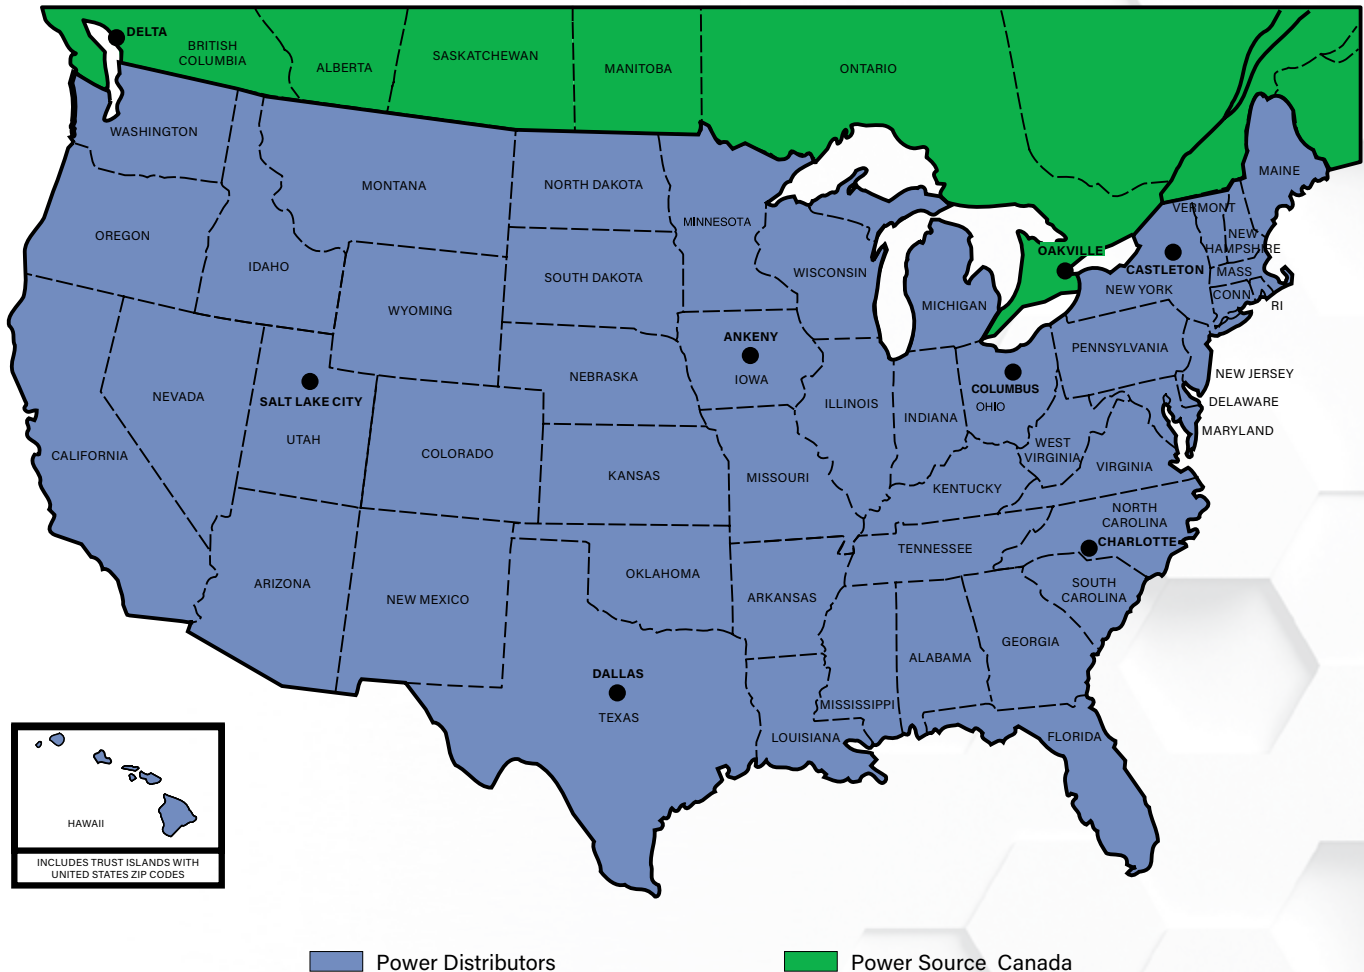 DELTA
BRITISH
COLUMBIA
ALBERTA
SASKATCHEWAN
MANITOBA
ONTARIO
WASHINGTON
MONTANA
NORTH DAKOTA
MINNESOTA
MAINE
VERMONT
NEW
HAMPSHIRE
OREGON
IDAHO
SOUTH DAKOTA
WISCONSIN
OAKVILLE
CASTLETON
MASS
NEW YORK
CONN
RI
WYOMING
MICHIGAN
ANKENY
IOWA
PENNSYLVANIA
NEW JERSEY
DELAWARE
MARYLAND
NEBRASKA
NEVADA
SALT LAKE CITY
UTAH
COLUMBUS
OHIO
ILLINOIS
INDIANA
CALIFORNIA
COLORADO
KANSAS
MISSOURI
WEST
VIRGINIA
VIRGINIA
KENTUCKY
NORTH
CAROLINA
CHARLOTTE
TENNESSEE
ARIZONA
NEW MEXICO
OKLAHOMA
ARKANSAS
SOUTH
CAROLINA
GEORGIA
ALABAMA
DALLAS
TEXAS
MISSISSIPPI
LOUISIANA
FLORIDA
HAWAII
INCLUDES TRUST ISLANDS WITH
UNITED STATES ZIP CODES
Power Distributors
Power Source Canada